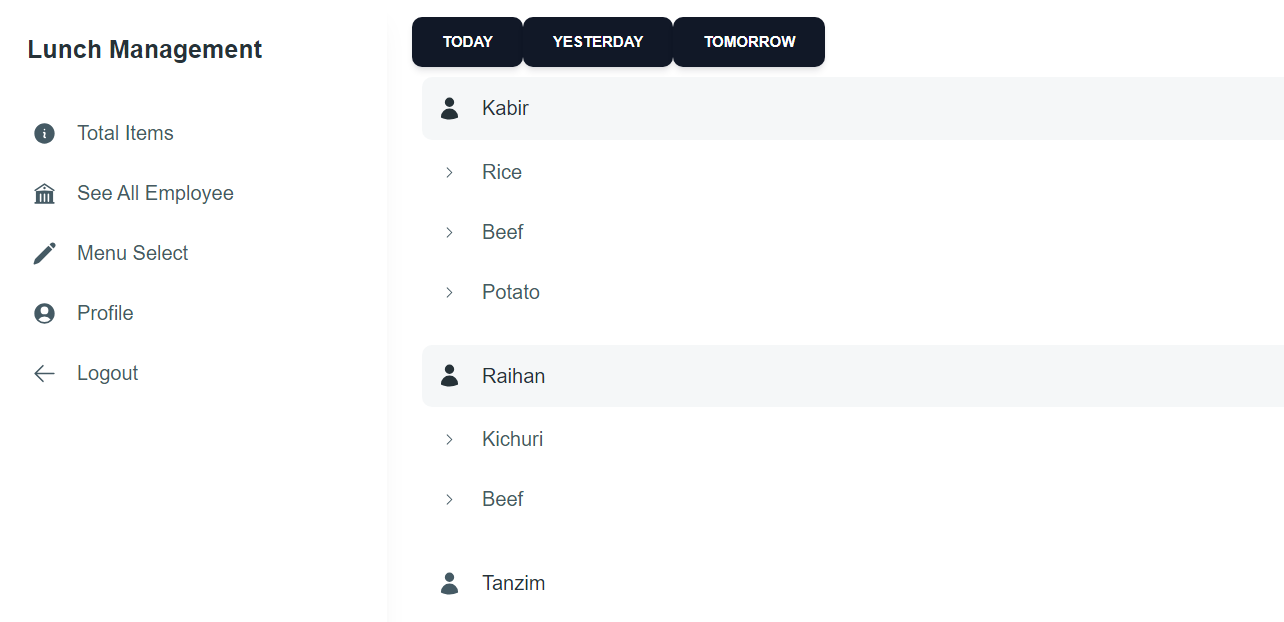 Lunch Management
Total Items
See All Employee
Menu Select
Profile
Logout
TODAY YESTERDAY TOMORROW
Kabir
Rice
Beef
Potato
Raihan
Kichuri
Beef
Tanzim